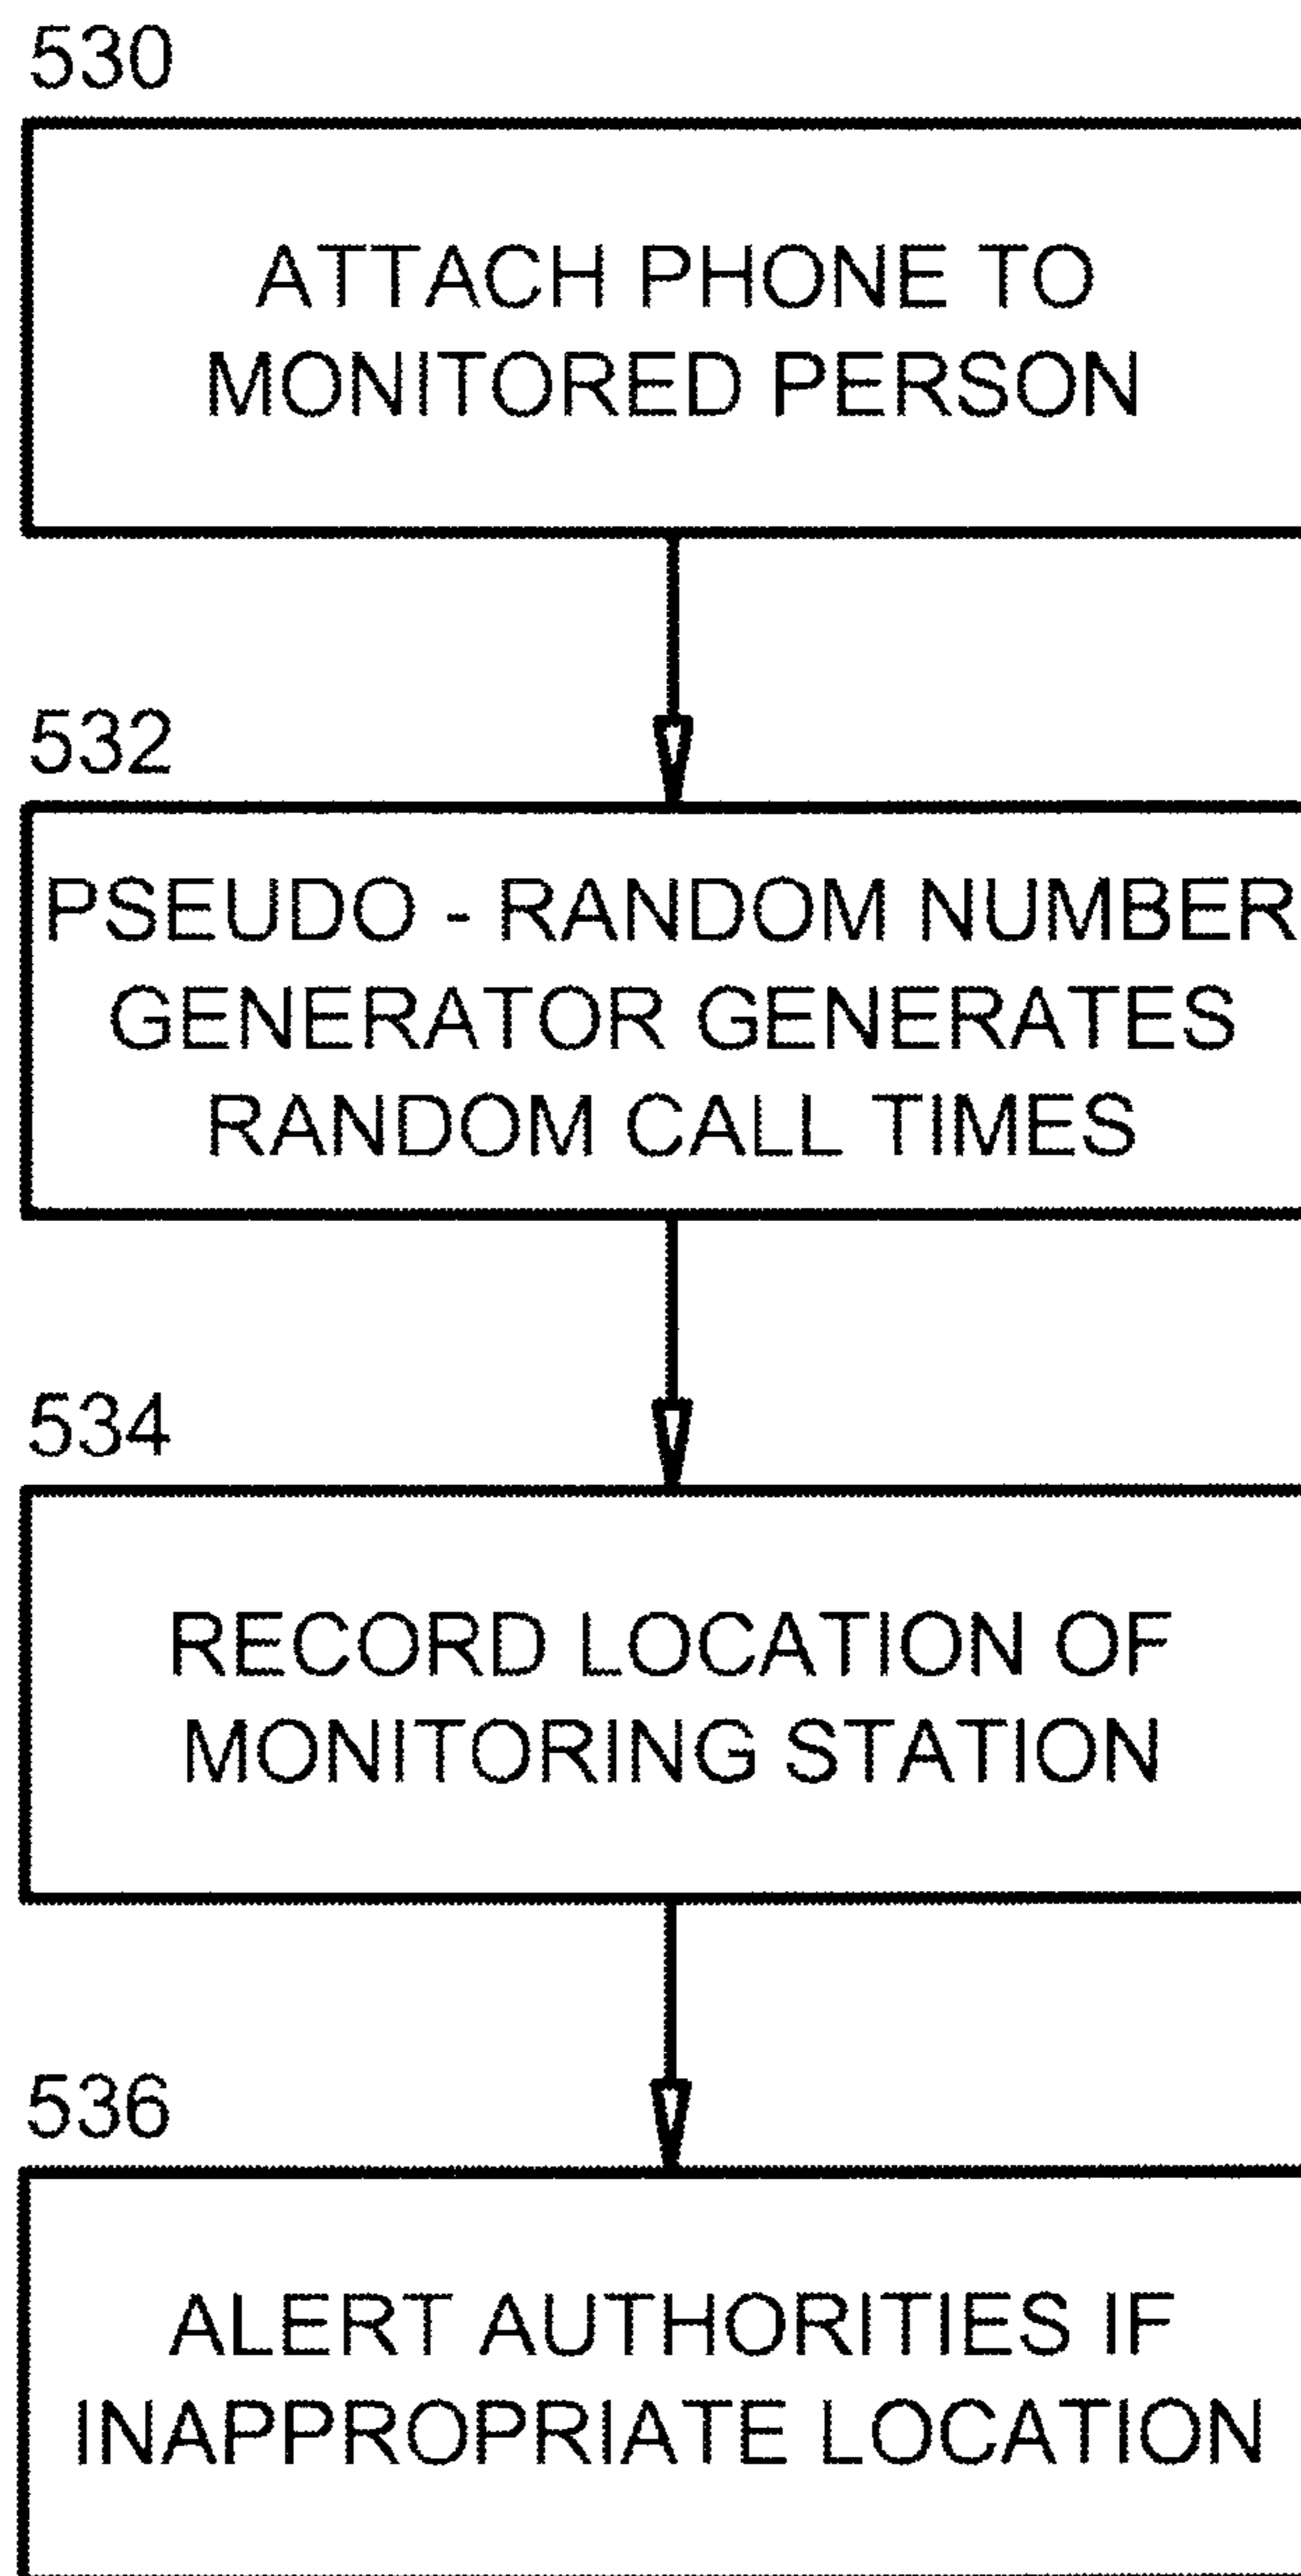 530
ATTACH PHONE TO
MONITORED PERSON
532
PSEUDO - RANDOM NUMBER
GENERATOR GENERATES
RANDOM CALL TIMES
534
RECORD LOCATION OF
MONITORING STATION
536
ALERT AUTHORITIES IF
INAPPROPRIATE LOCATION